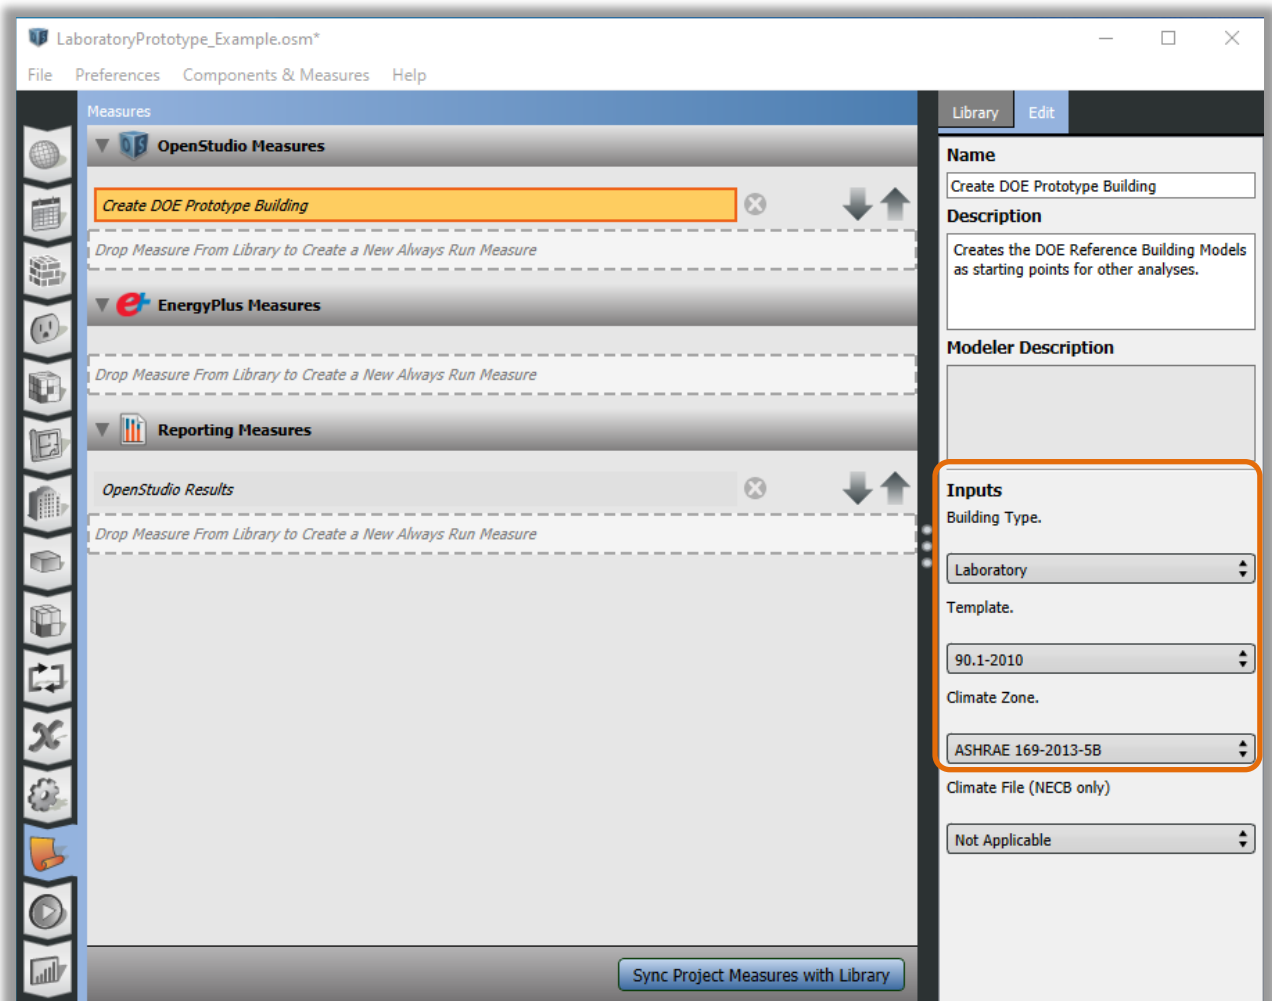 LaboratoryPrototype_Example.osm*
File Preferences Components & Measures Help
Measures
OpenStudio Measures
Create DOE Prototype Building
Drop Measure From Library to Create a New Always Run Measure
EnergyPlus Measures
Drop Measure From Library to Create a New Always Run Measure
Reporting Measures
OpenStudio Results
Drop Measure From Library to Create a New Always Run Measure
Sync Project Measures with Library
Library Edit
Name
Create DOE Prototype Building
Description
Creates the DOE Reference Building Models
as starting points for other analyses.
Modeler Description
Inputs
Building Type.
Laboratory
Template.
90.1-2010
Climate Zone.
ASHRAE 169-2013-5B
Climate File (NECB only)
Not Applicable